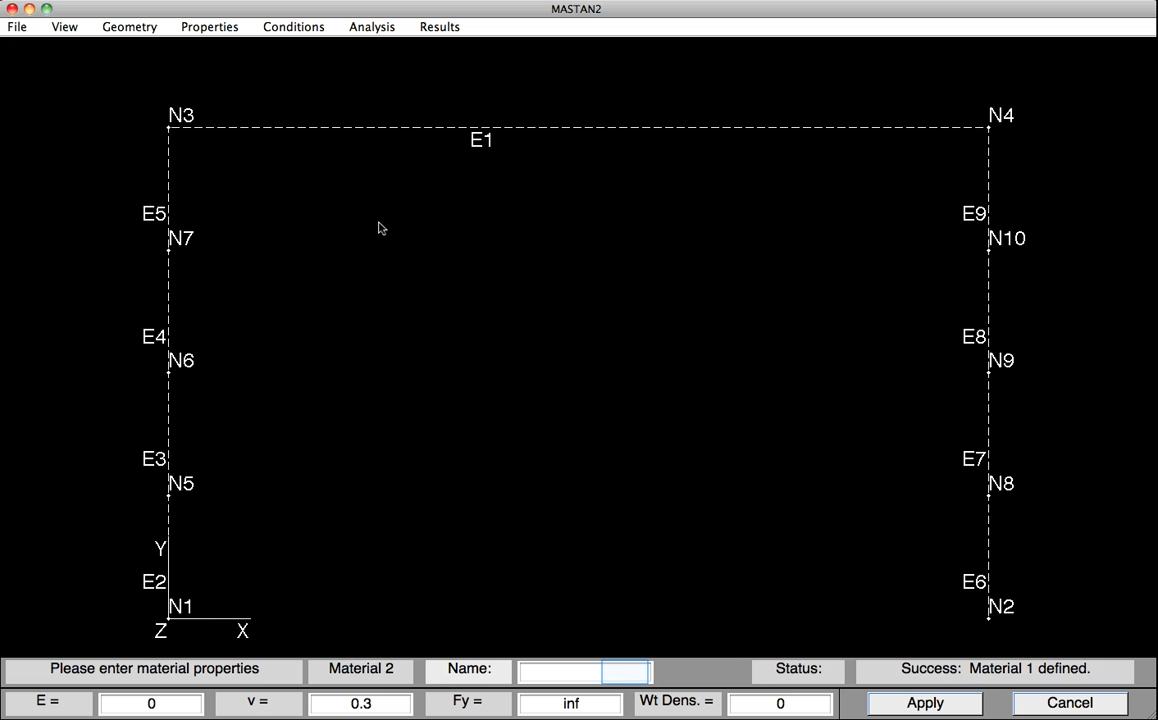 MASTAN2
File View Geometry Properties Conditions Analysis Results
N3 N4
E1
E5 E9
N7 N10
E4 E8
N6 N9
E3 E7
N5 N8
Y
E2 E6
N1 N2
Z X
Please enter material properties Material 2 Name: Status: Success: Material 1 defined.
E = 0 v = 0.3 Fy = inf Wt Dens. = 0 Apply Cancel